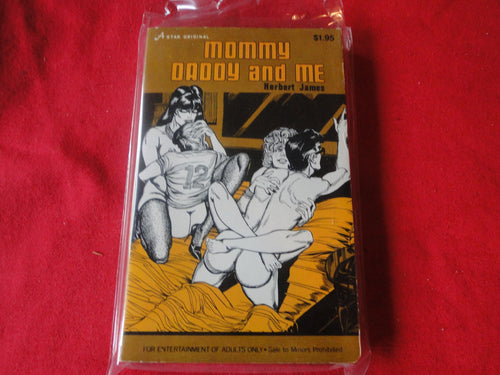 A STAR ORIGINAL
$1.95
MOMMY
DADDY and ME
Herbert James
12
FOR ENTERTAINMENT OF ADULTS ONLY • Sale to Minors Prohibited